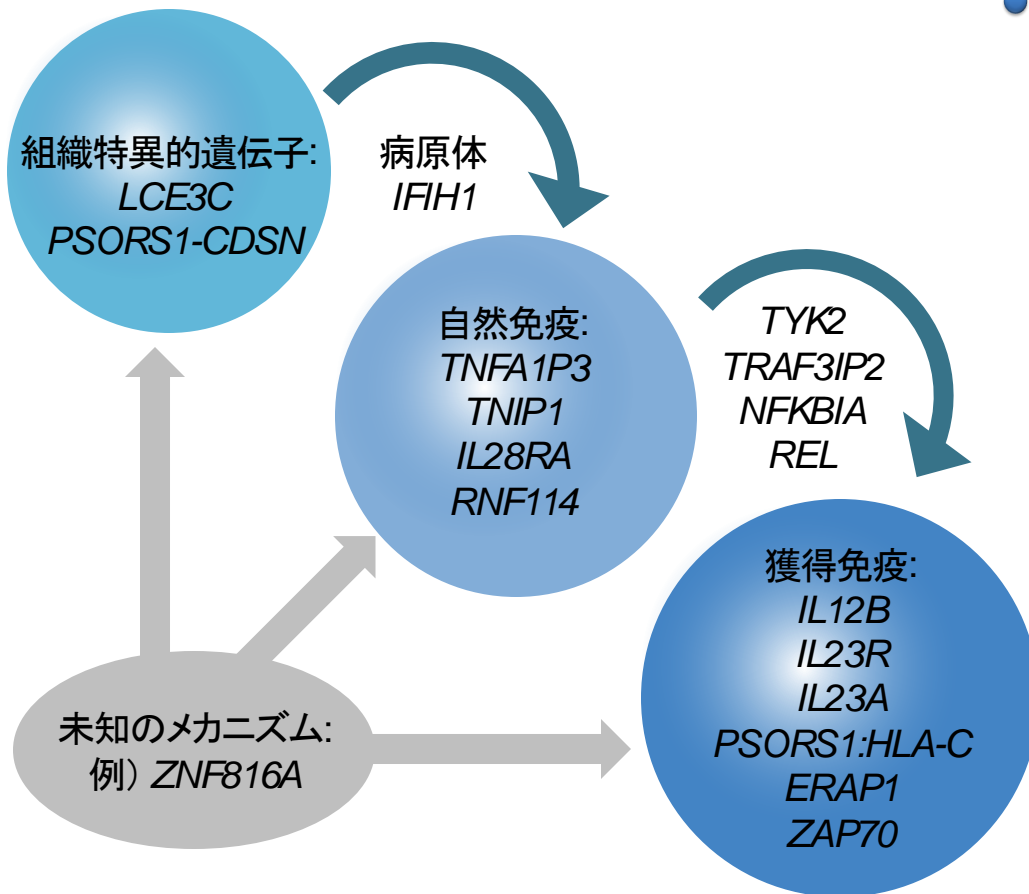 組織特異的遺伝子:
LCE3C
PSORS1-CDSN
病原体
IFIH1
自然免疫:
TNFA1P3
TNIP1
IL28RA
RNF114
TYK2
TRAF3IP2
NFKBIA
REL
獲得免疫:
IL12B
IL23R
IL23A
PSORS1:HLA-C
ERAP1
ZAP70
未知のメカニズム:
例) ZNF816A